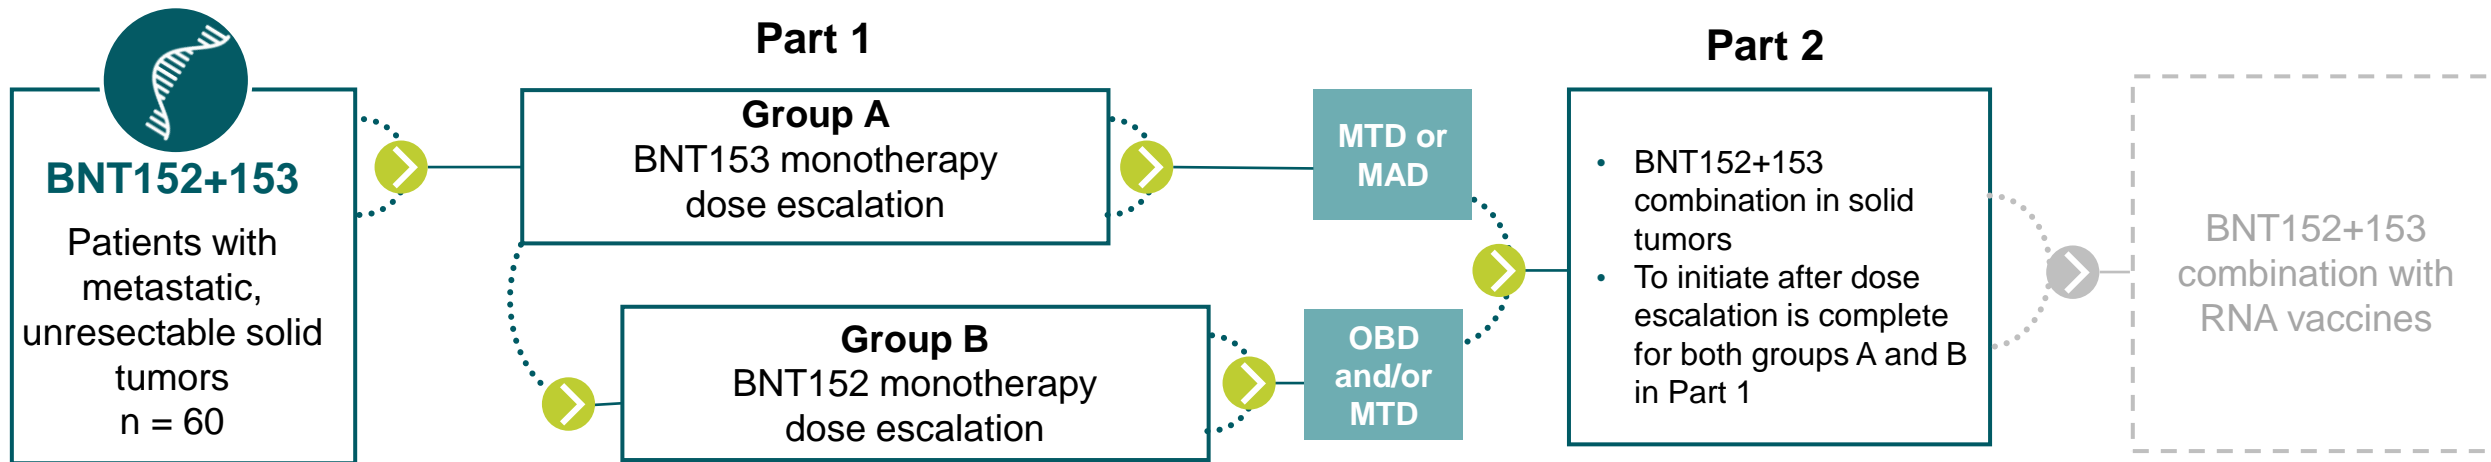 BNT152+153
Patients with
metastatic,
unresectable solid
tumors
n = 60
Part 1
Group A
BNT153 monotherapy
dose escalation
MTD or
MAD
Group B
BNT152 monotherapy
dose escalation
OBD
and/or
MTD
Part 2
• BNT152+153
combination in solid
tumors
• To initiate after dose
escalation is complete
for both groups A and B
in Part 1
BNT152+153
combination with
RNA vaccines